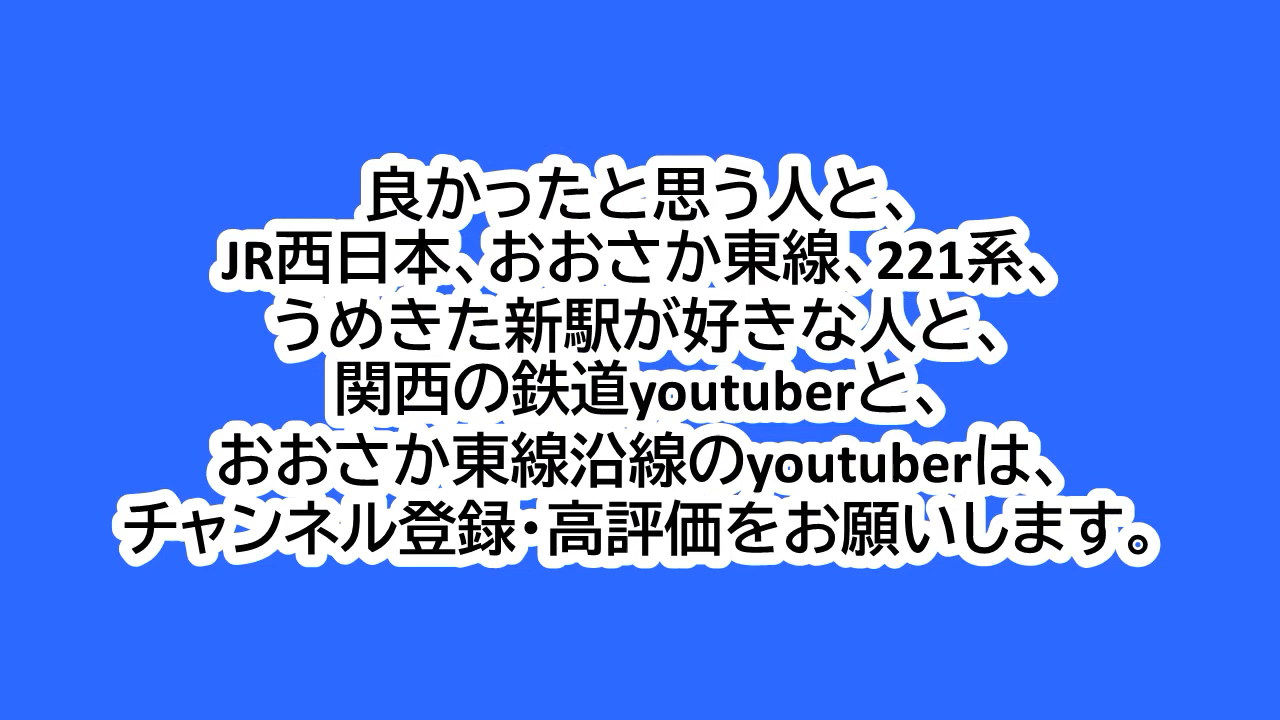 良かったと思う人と、
JR西日本、おおさか東線、221系、
うめきた新駅が好きな人と、
関西の鉄道youtuberと、
おおさか東線沿線のyoutuberは、
チャンネル登録・高評価をお願いします。